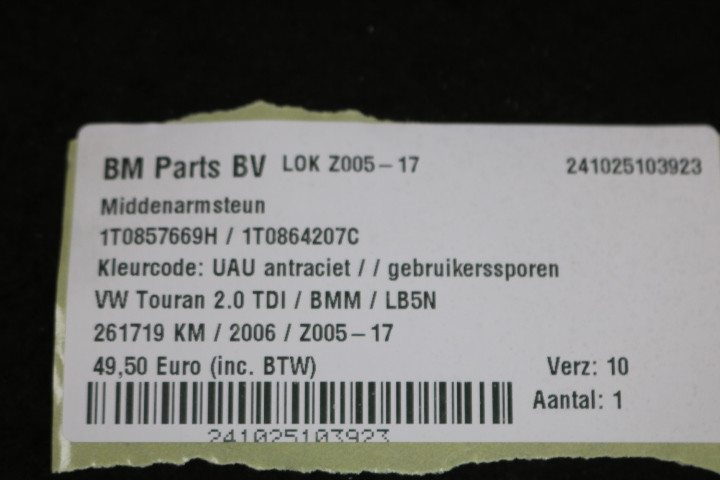 BM Parts BV LOK Z005-17 241025103923
Middenarmsteun
1T0857669H / 1T0864207C
Kleurcode: UAU antraciet / / gebruikerssporen
VW Touran 2.0 TDI / BMM / LB5N
261719 KM / 2006 / Z005-17
49,50 Euro (inc. BTW) Verz: 10
Aantal: 1
241025103923